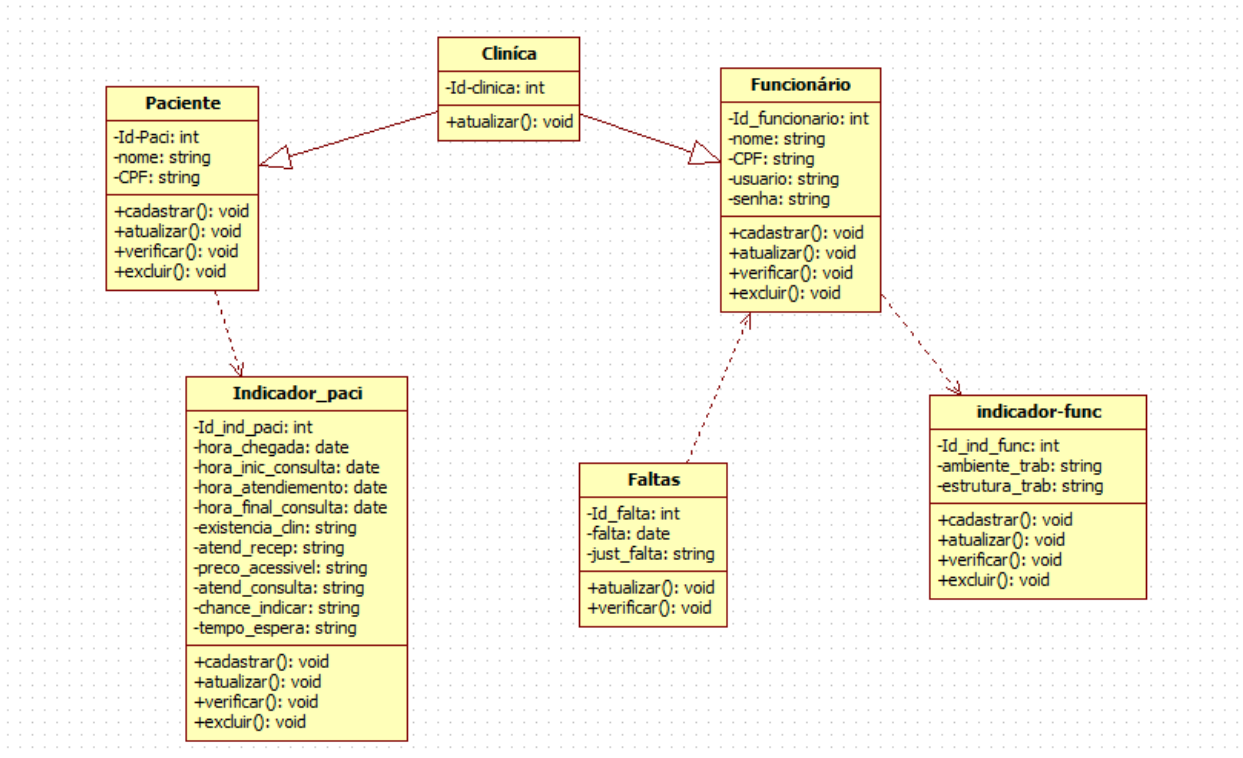 Cliníca
-Id-clinica: int
+atualizar(): void
Paciente
-Id-Paci: int
-nome: string
-CPF: string
+cadastrar(): void
+atualizar(): void
+verificar(): void
+excluir(): void
Funcionário
-Id_funcionario: int
-nome: string
-CPF: string
-usuario: string
-senha: string
+cadastrar(): void
+atualizar(): void
+verificar(): void
+excluir(): void
Indicador_paci
-Id_ind_paci: int
-hora_chegada: date
-hora_inic_consulta: date
-hora_atendiemento: date
-hora_final_consulta: date
-existencia_clin: string
-atend_recep: string
-preco_acessivel: string
-atend_consulta: string
-chance_indicar: string
-tempo_espera: string
+cadastrar(): void
+atualizar(): void
+verificar(): void
+excluir(): void
Faltas
-Id_falta: int
-falta: date
-just_falta: string
+atualizar(): void
+verificar(): void
indicador-func
-Id_ind_func: int
-ambiente_trab: string
-estrutura_trab: string
+cadastrar(): void
+atualizar(): void
+verificar(): void
+excluir(): void